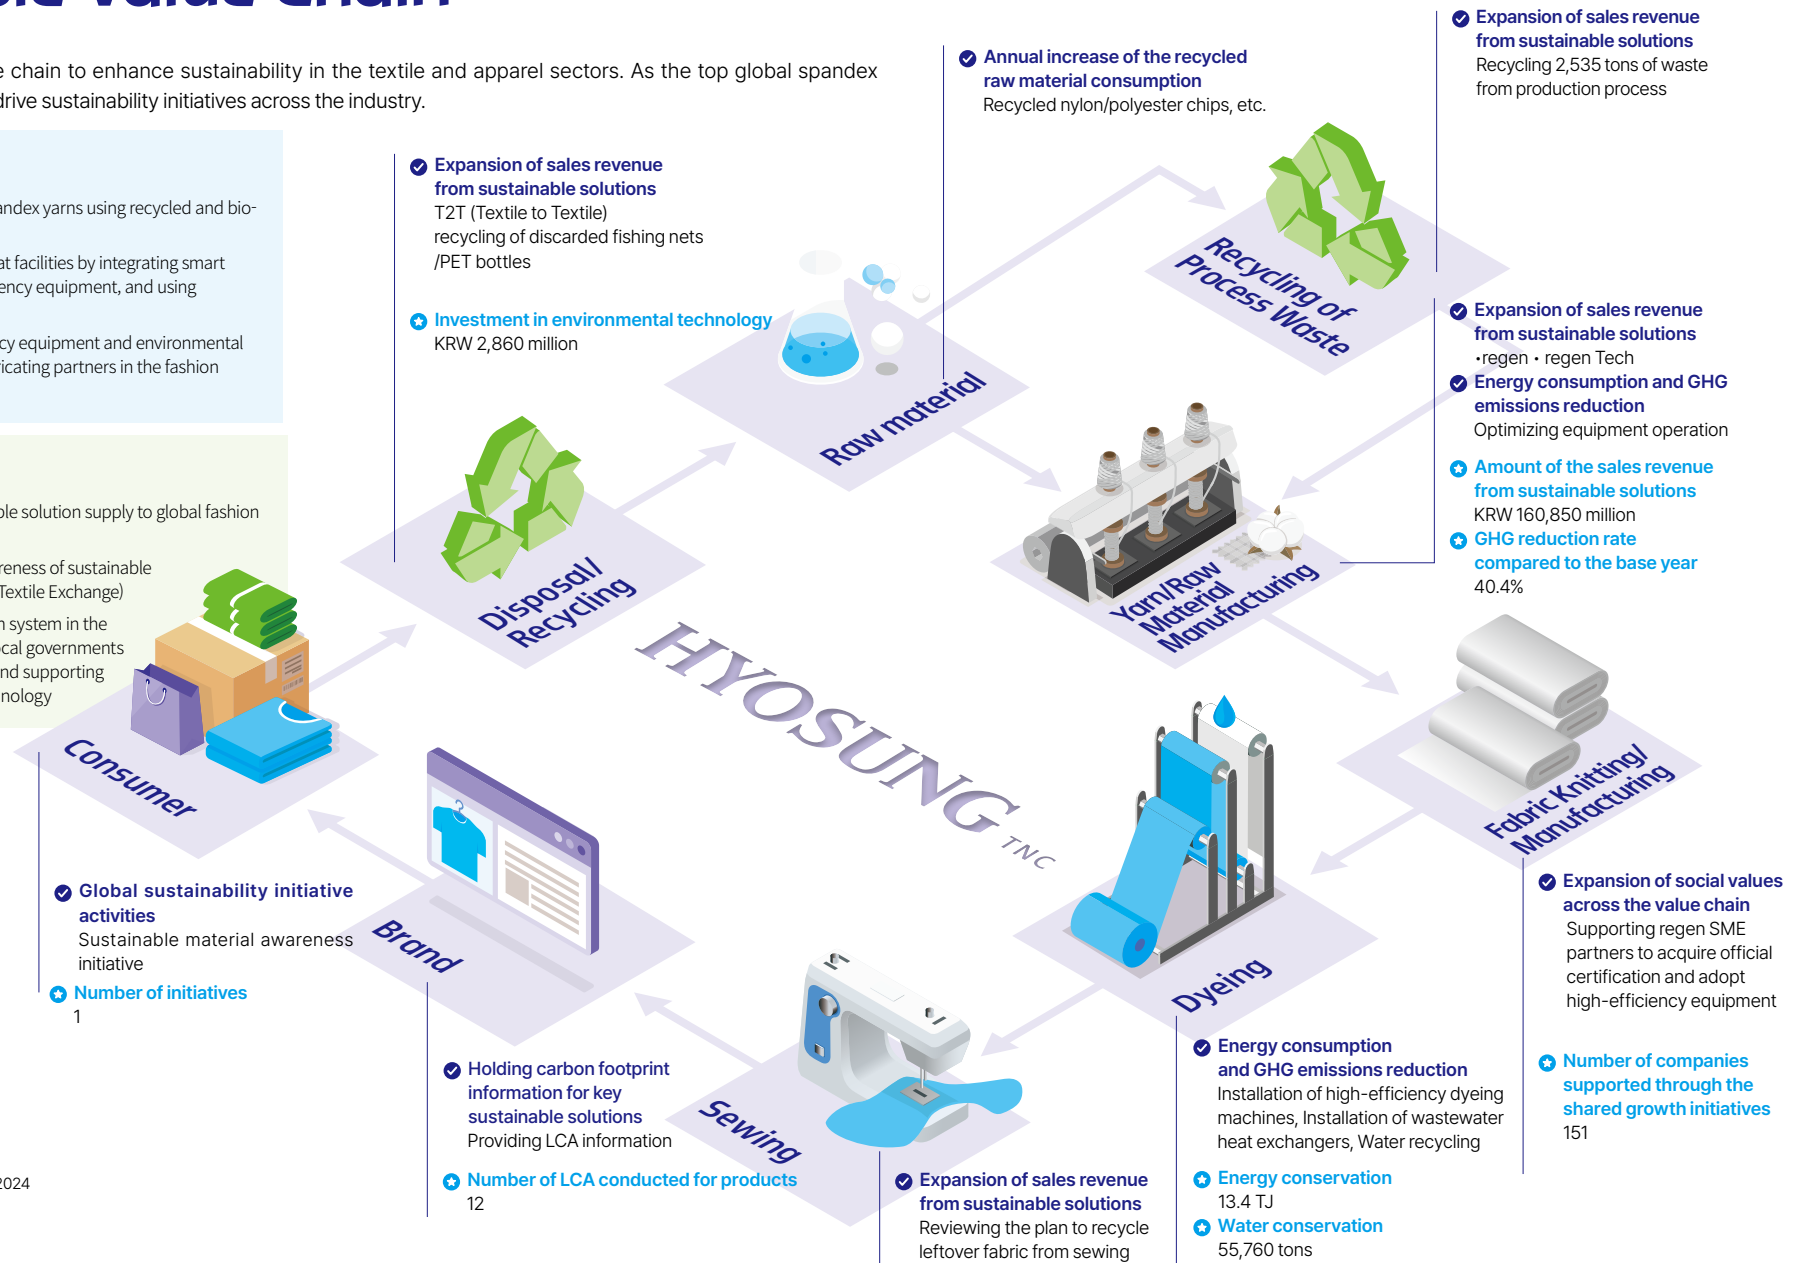 Value Chain
chain to enhance sustainability in the textile and apparel sectors. As the top global spandex
drive sustainability initiatives across the industry.
yarns using recycled and bio-
at facilities by integrating smart
equipment, and using
equipment and environmental
partners in the fashion
solution supply to global fashion
of sustainable
Textile Exchange)
system in the
governments
and supporting
2024
Expansion of sales revenue
from sustainable solutions
T2T (Textile to Textile)
recycling of discarded fishing nets
/PET bottles
Investment in environmental technology
KRW 2,860 million
Annual increase of the recycled
raw material consumption
Recycled nylon/polyester chips, etc.
Expansion of sales revenue
from sustainable solutions
Recycling 2,535 tons of waste
from production process
Recycling of
Process Waste
Raw material
Expansion of sales revenue
from sustainable solutions
•regen • regen Tech
Energy consumption and GHG
emissions reduction
Optimizing equipment operation
Amount of the sales revenue
from sustainable solutions
KRW 160,850 million
GHG reduction rate
compared to the base year
40.4%
Yarn/Raw
Material
Manufacturing
Disposal/
Recycling
HYOSUNG TNC
Consumer
Fabric Knitting/
Manufacturing
Global sustainability initiative
activities
Sustainable material awareness
initiative
Number of initiatives
1
Brand
Holding carbon footprint
information for key
sustainable solutions
Providing LCA information
Number of LCA conducted for products
12
Sewing
Expansion of sales revenue
from sustainable solutions
Reviewing the plan to recycle
leftover fabric from sewing
Dyeing
Energy consumption
and GHG emissions reduction
Installation of high-efficiency dyeing
machines, Installation of wastewater
heat exchangers, Water recycling
Energy conservation
13.4 TJ
Water conservation
55,760 tons
Expansion of social values
across the value chain
Supporting regen SME
partners to acquire official
certification and adopt
high-efficiency equipment
Number of companies
supported through the
shared growth initiatives
151